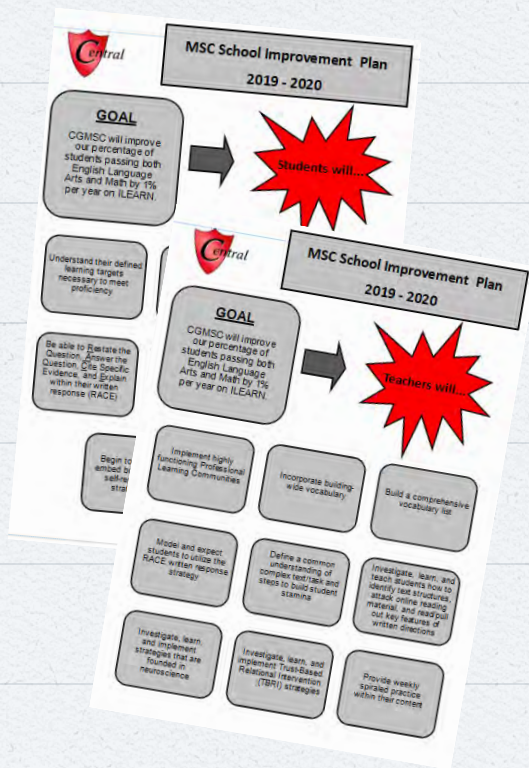 Central
MSC School Improvement Plan
2019 - 2020
GOAL
CGMSC will improve
our percentage of
students passing both
English Language
Arts and Math by 1%
per year on ILEARN.
Students will...
Understand their defined
learning targets
necessary to meet
proficiency
Be able to Restate the
Question, Answer the
Question, Cite Specific
Evidence, and Explain
within their written
response (RACE)
Begin to
embed
self-
Central
MSC School Improvement Plan
2019 - 2020
GOAL
CGMSC will improve
our percentage of
students passing both
English Language
Arts and Math by 1%
per year on ILEARN.
Teachers will...
Implement highly
functioning Professional
Learning Communities
Incorporate building-
wide vocabulary
Build a comprehensive
vocabulary list
Model and expect
students to utilize the
RACE written response
strategy
Define a common
understanding of
complex text/task and
steps to build student
stamina
Investigate, learn, and
teach students how to
identify text structures,
attack online reading
material, and read/pull
out key features of
written directions
Investigate, learn,
and implement
strategies that are
founded in
neuroscience
Investigate, learn, and
implement Trust-Based
Relational Intervention
(TBRI) strategies
Provide weekly
spiraled practice
within their content